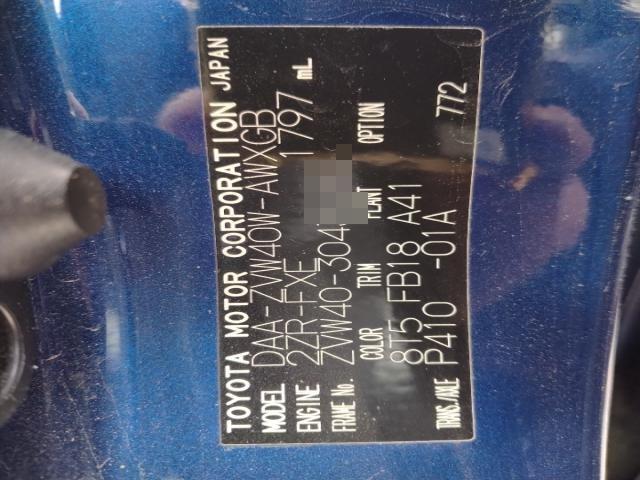 TOYOTA MOTOR CORPORATION JAPAN
MODEL DAA-ZVW40W-AWXGB
ENGINE 2ZR-FXE 1797 mL
FRAME No. ZVW40-304
COLOR TRIM PLANT OPTION
8T5 FB18 A41 772
TRANS./AXLE P410 -01A